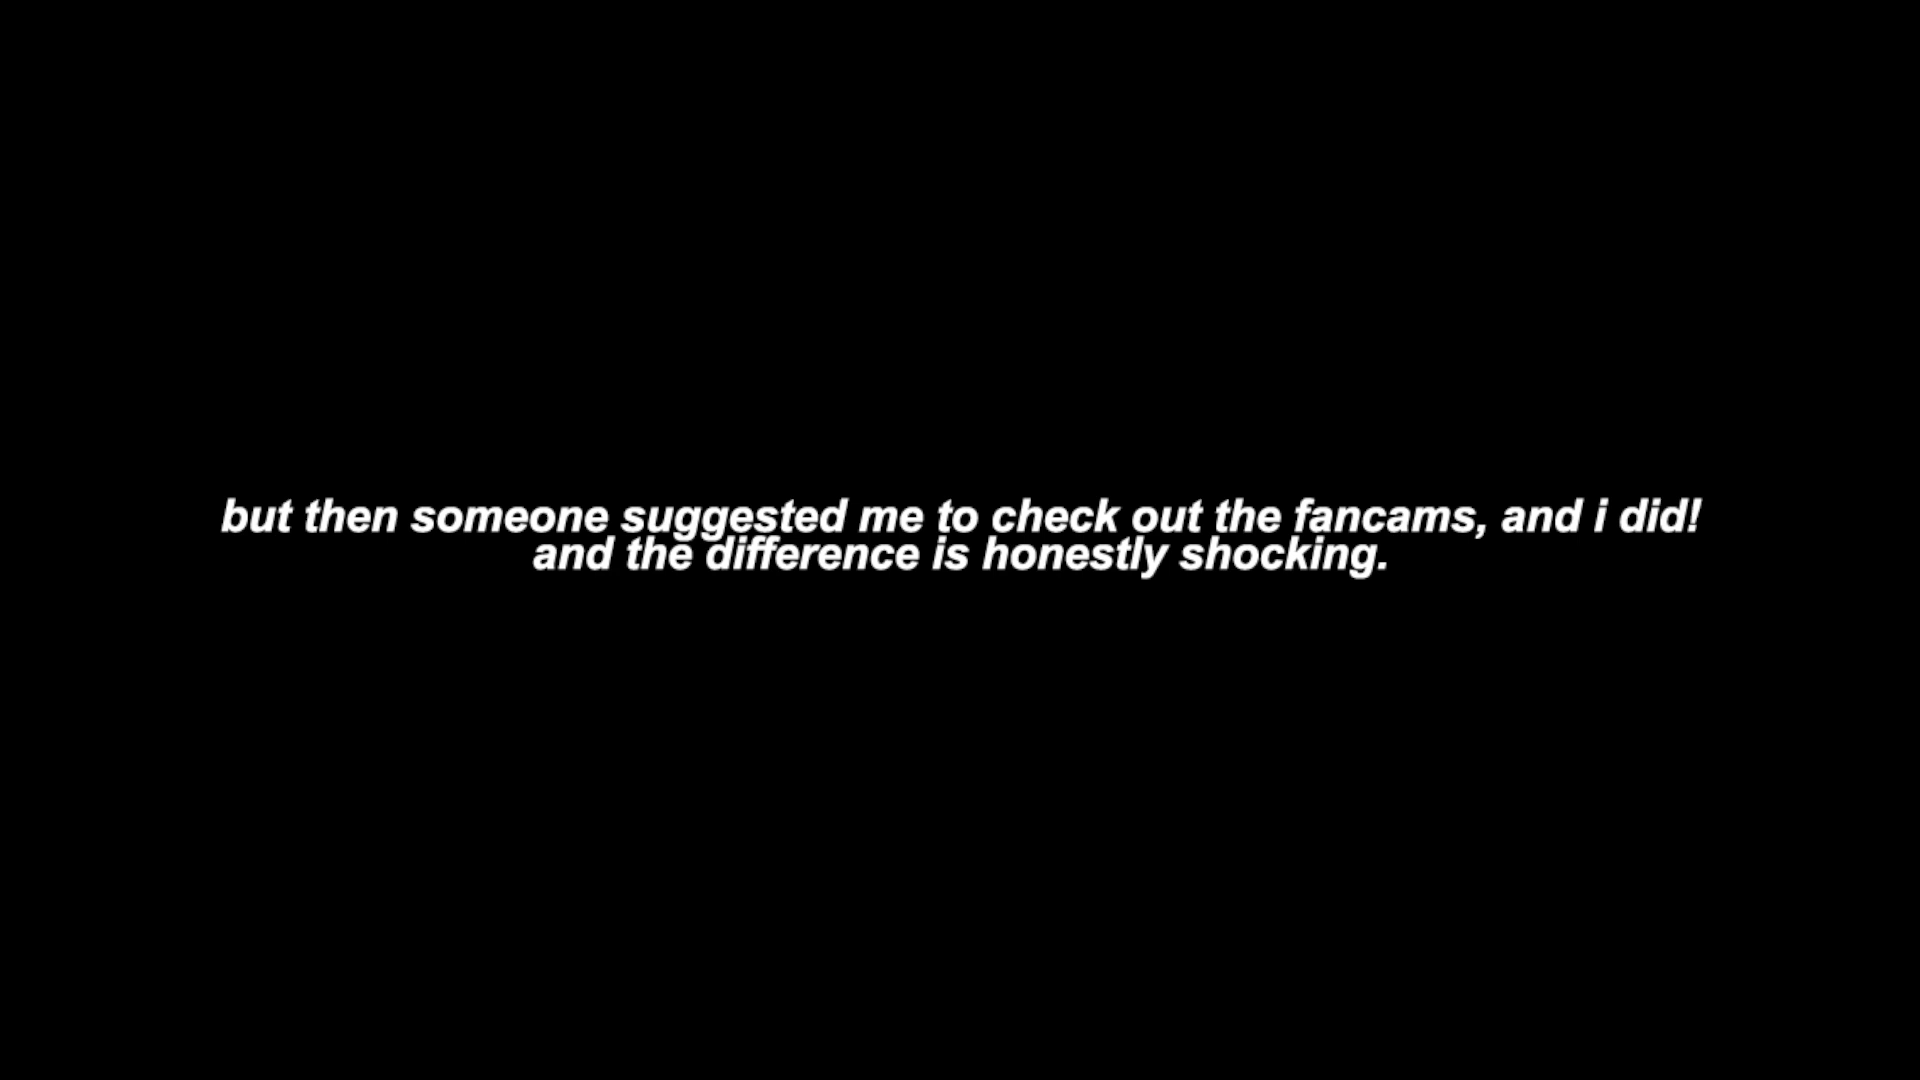 but then someone suggested me to check out the fancams, and i did!
and the difference is honestly shocking.